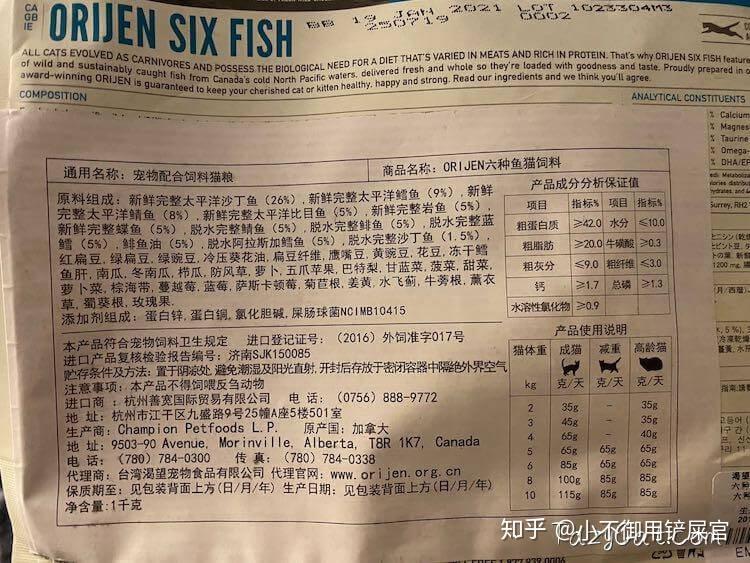 CA
GB
IE
ORIJEN SIX FISH
BB 19 JAN 2021 LOT 1023304M3
250719 0002
ALL CATS EVOLVED AS CARNIVORES AND POSSESS THE BIOLOGICAL NEED FOR A DIET THAT'S VARIED IN MEATS AND RICH IN PROTEIN. That's why ORIJEN SIX FISH feature
of wild and sustainably caught fish from Canada's cold North Pacific waters, delivered fresh and whole so they're loaded with goodness and taste. Proudly prepared in o
award-winning ORIJEN is guaranteed to keep your cherished cat or kitten healthy, happy and strong. Read our ingredients and we think you'll agree.
COMPOSITION
ANALYTICAL CONSTITUENTS
% Calcium
% Magnes
% Taurine
% Omega-
% DHA/EP
通用名称：宠物配合饲料猫粮
商品名称：ORIJEN六种鱼猫饲料
原料组成：新鲜完整太平洋沙丁鱼（26%）,新鲜完整太平洋鳕鱼（9%）,新鲜
完整太平洋鲭鱼（8%）,新鲜完整太平洋比目鱼（5%）,新鲜完整岩鱼（5%）,
新鲜完整鲽鱼（5%）,脱水完整鲭鱼（5%）,脱水完整鲱鱼（5%）,脱水完整蓝
鳕（5%）,鲱鱼油（5%）,脱水阿拉斯加鳕鱼（5%）,脱水完整沙丁鱼（1.5%）,
红扁豆,绿扁豆,绿豌豆,冷压葵花油,扁豆纤维,鹰嘴豆,黄豌豆,花豆,冻干鳕
鱼肝,南瓜,冬南瓜,栉瓜,防风草,萝卜,五爪苹果,巴特梨,甘蓝菜,菠菜,甜菜,
萝卜菜,棕海带,蔓越莓,蓝莓,萨斯卡顿莓,菊苣根,姜黄,水飞蓟,牛蒡根,薰衣
草,蜀葵根,玫瑰果.
添加剂组成：蛋白锌,蛋白铜,氯化胆碱,屎肠球菌NCIMB10415
产品成分分析保证值
项目 指标% 项目 指标%
粗蛋白质 ≥42.0 水分 ≤10.0
粗脂肪 ≥20.0 牛磺酸 ≥0.3
粗灰分 ≤9.0 粗纤维 ≤3.0
钙 ≥1.7 总磷 ≥1.3
水溶性氯化物 ≥0.9
本产品符合宠物饲料卫生规定 进口登记证号：（2016）外饲准字017号
进口产品复核检验报告编号：济南SJK150085
贮存条件及方法：置于阴凉处,避免潮湿及阳光直射,开封后存放于密闭容器中隔绝外界空气
注意事项：本产品不得饲喂反刍动物
进口商：杭州善宽国际贸易有限公司 电话：（0756）888-9772
地址：杭州市江干区九盛路9号25幢A座5楼501室
生产商：Champion Petfoods L.P. 原产国：加拿大
地址：9503-90 Avenue, Morinville, Alberta, T8R 1K7, Canada
电话：（780）784-0300 传真：（780）784-0338
代理商：台湾渴望宠物食品有限公司 代理官网：www.orijen.org.cn
保质期至：见包装背面上方（日/月/年）生产日期：见包装背面上方（日/月/年）
净含量：1千克
产品使用说明
猫体重 成猫 减重 高龄猫
kg 克/天 克/天 克/天
2 35g - 35g
3 45g - 35g
4 65g - 40g
5 65g 65g 65g
6 85g 65g 65g
8 100g 85g 85g
10 115g 85g 85g
知乎 @小不御用铲屎官